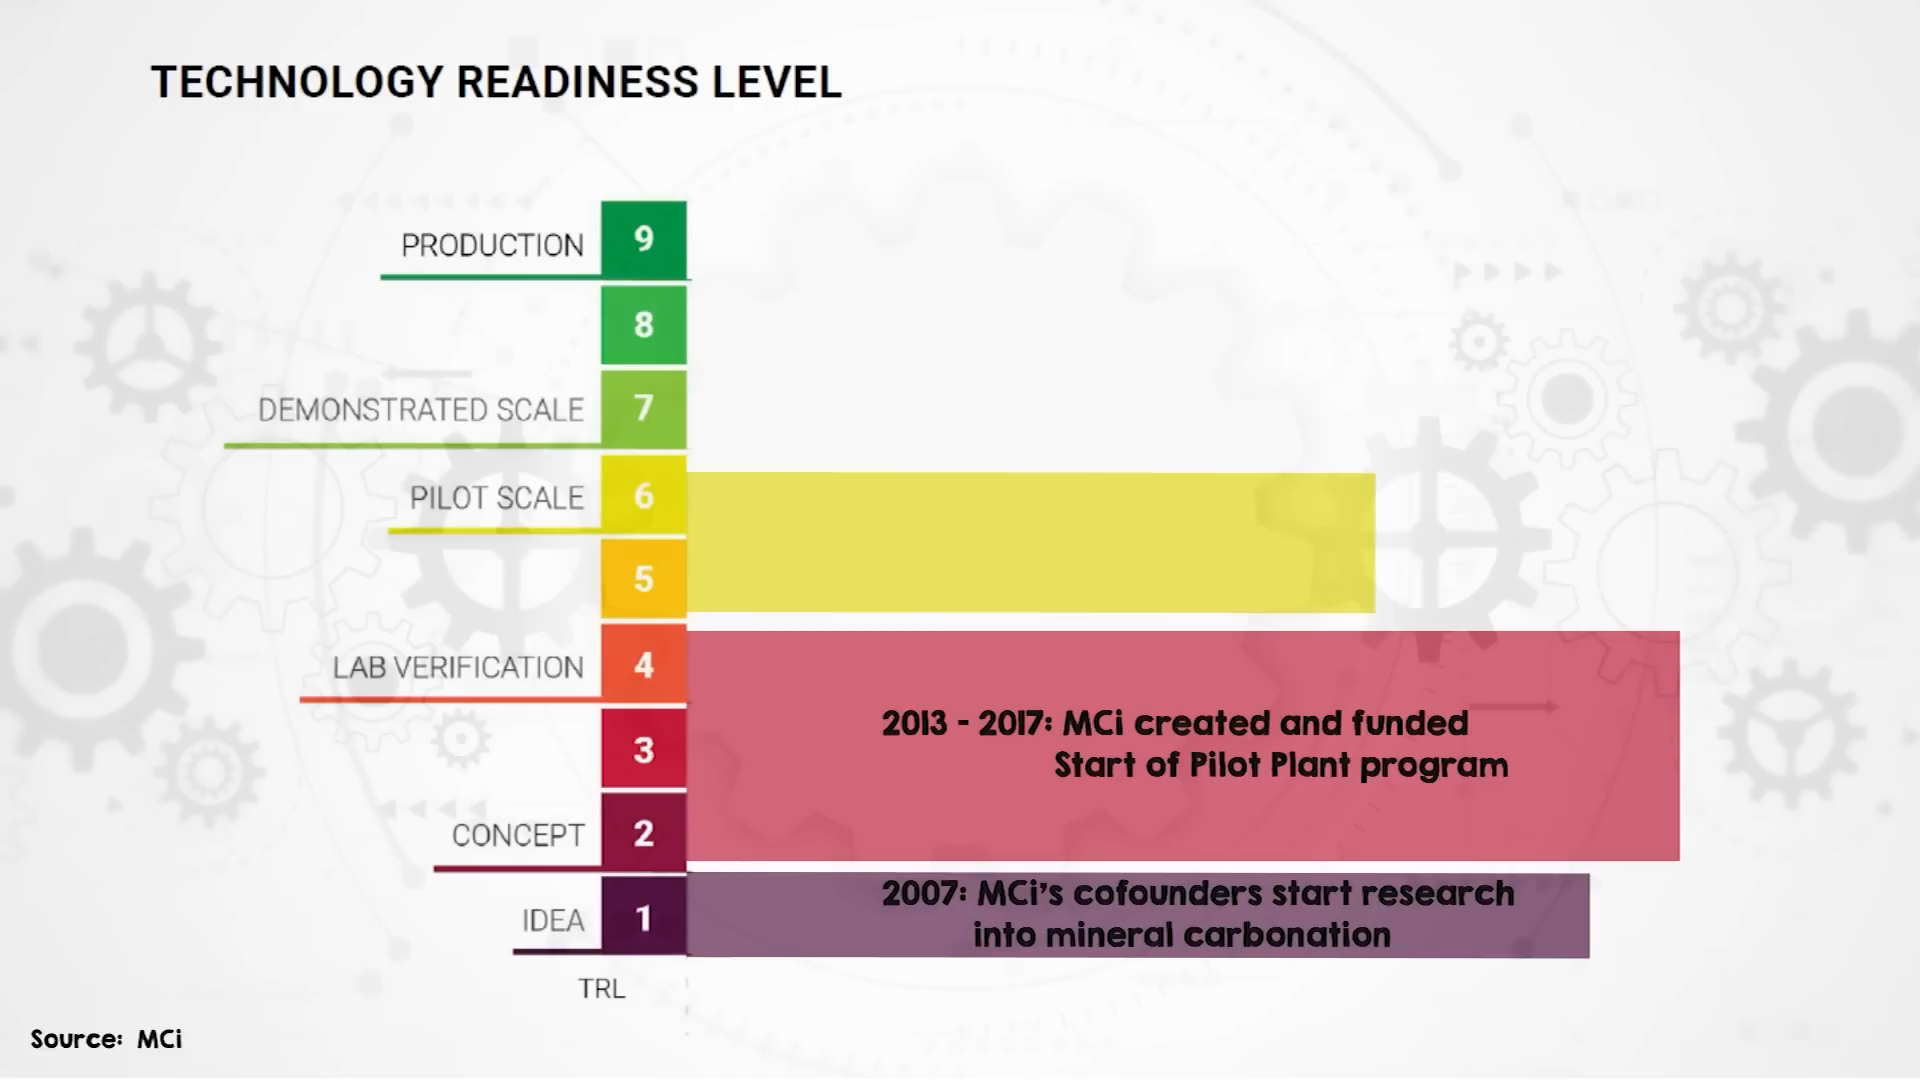 TECHNOLOGY READINESS LEVEL
PRODUCTION 9
8
DEMONSTRATED SCALE 7
PILOT SCALE 6
5
LAB VERIFICATION 4
3
2013 - 2017: MCi created and funded
Start of Pilot Plant program
CONCEPT 2
IDEA 1
2007: MCi's cofounders start research
into mineral carbonation
TRL
Source: MCi